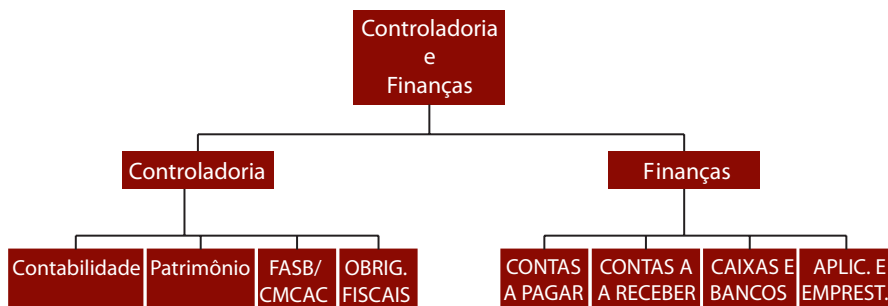 Controladoria
e
Finanças
Controladoria
Finanças
Contabilidade
Patrimônio
FASB/
CMCAC
OBRIG.
FISCAIS
CONTAS
A PAGAR
CONTAS A
A RECEBER
CAIXAS E
BANCOS
APLIC. E
EMPREST.